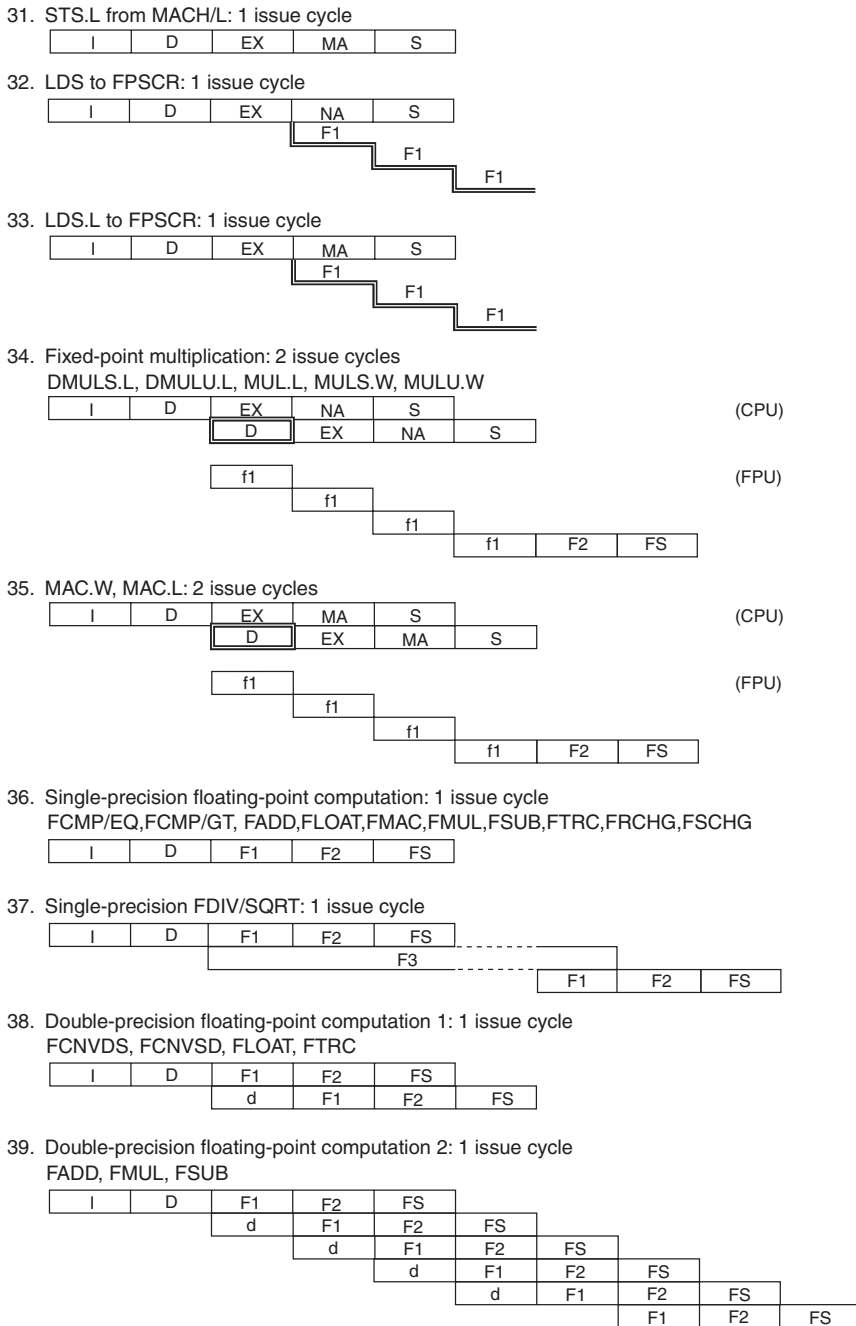 31. STS.L from MACH/L: 1 issue cycle
I D EX MA S
32. LDS to FPSCR: 1 issue cycle
I D EX NA S
F1
F1
F1
33. LDS.L to FPSCR: 1 issue cycle
I D EX MA S
F1
F1
F1
34. Fixed-point multiplication: 2 issue cycles
DMULS.L, DMULU.L, MUL.L, MULS.W, MULU.W
I D EX NA S (CPU)
D EX NA S
f1 (FPU)
f1
f1
f1 F2 FS
35. MAC.W, MAC.L: 2 issue cycles
I D EX MA S (CPU)
D EX MA S
f1 (FPU)
f1
f1
f1 F2 FS
36. Single-precision floating-point computation: 1 issue cycle
FCMP/EQ,FCMP/GT, FADD,FLOAT,FMAC,FMUL,FSUB,FTRC,FRCHG,FSCHG
I D F1 F2 FS
37. Single-precision FDIV/SQRT: 1 issue cycle
I D F1 F2 FS
F3
F1 F2 FS
38. Double-precision floating-point computation 1: 1 issue cycle
FCNVDS, FCNVSD, FLOAT, FTRC
I D F1 F2 FS
d F1 F2 FS
39. Double-precision floating-point computation 2: 1 issue cycle
FADD, FMUL, FSUB
I D F1 F2 FS
d F1 F2 FS
d F1 F2 FS
d F1 F2 FS
d F1 F2 FS
F1 F2 FS